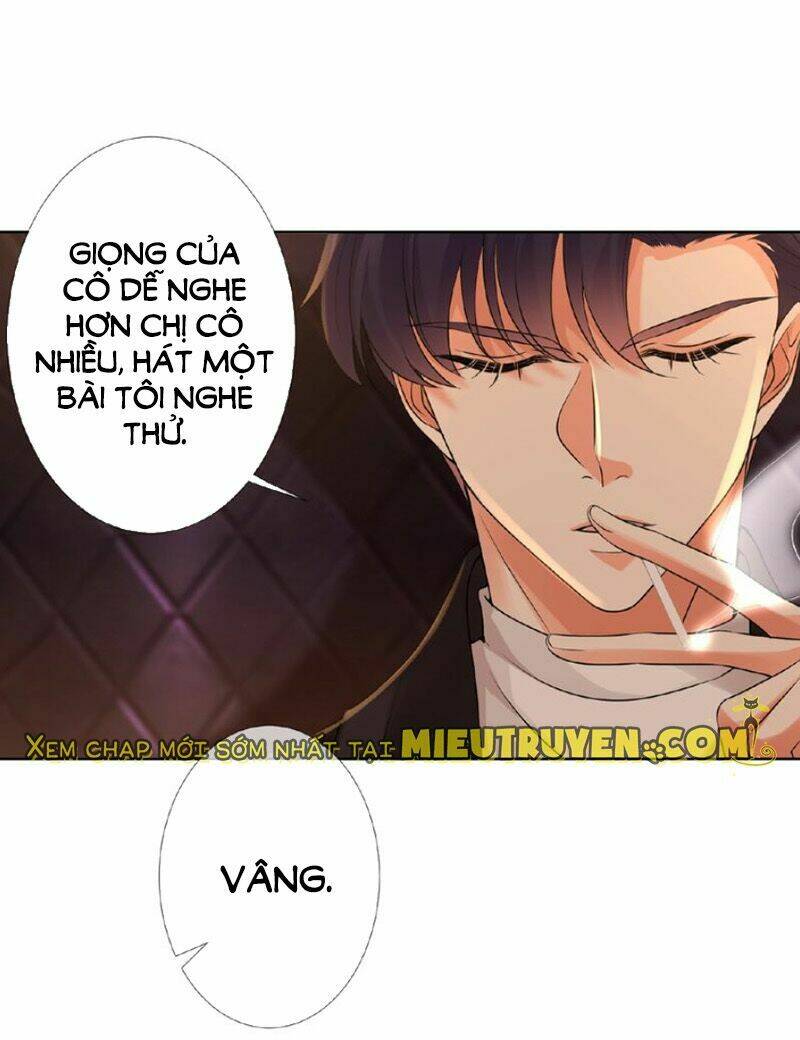 GIỌNG CỦA
CÔ DỄ NGHE
HƠN CHỊ CÔ
NHIỀU, HÁT MỘT
BÀI TÔI NGHE
THỬ.
XEM CHAP MỚI SỚM NHẤT TẠI MIEUTRUYEN.COM
VÂNG.